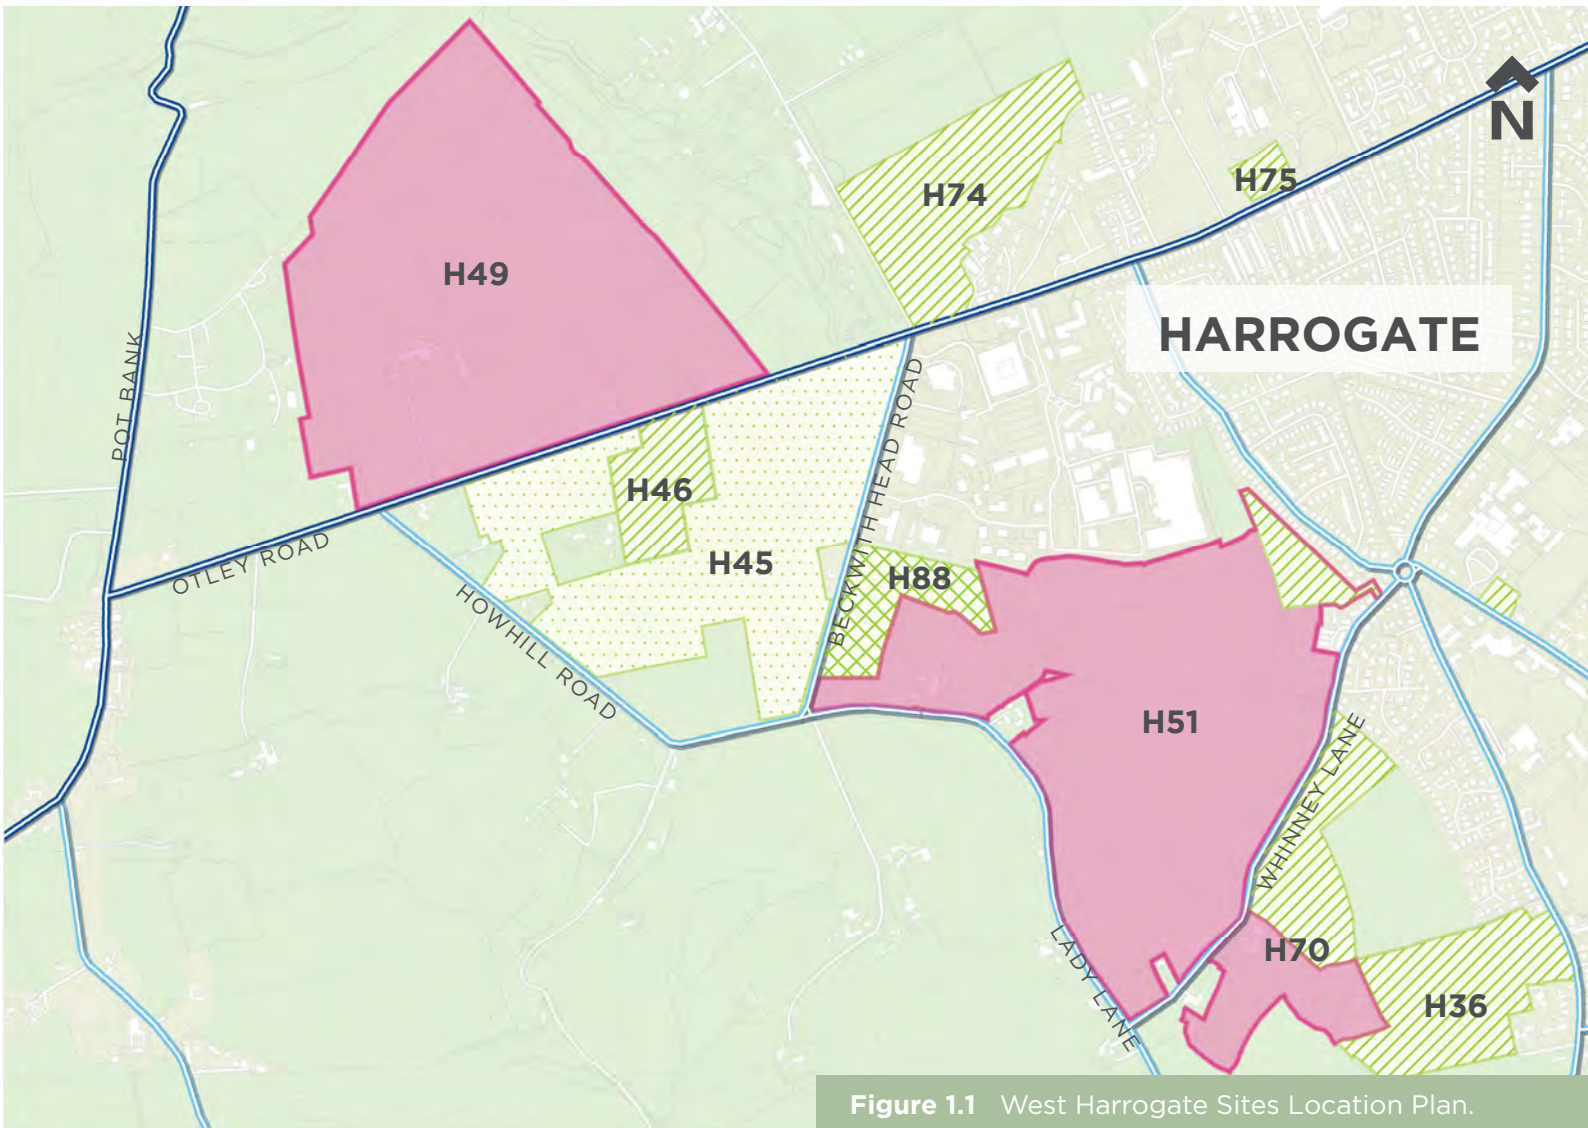 N
H74
H75
H49
HARROGATE
POT BANK
BECKWITH HEAD ROAD
H46
H45
OTLEY ROAD
H88
HOWHILL ROAD
H51
WHINNEY LANE
H70
LADY LANE
H36
Figure 1.1 West Harrogate Sites Location Plan.